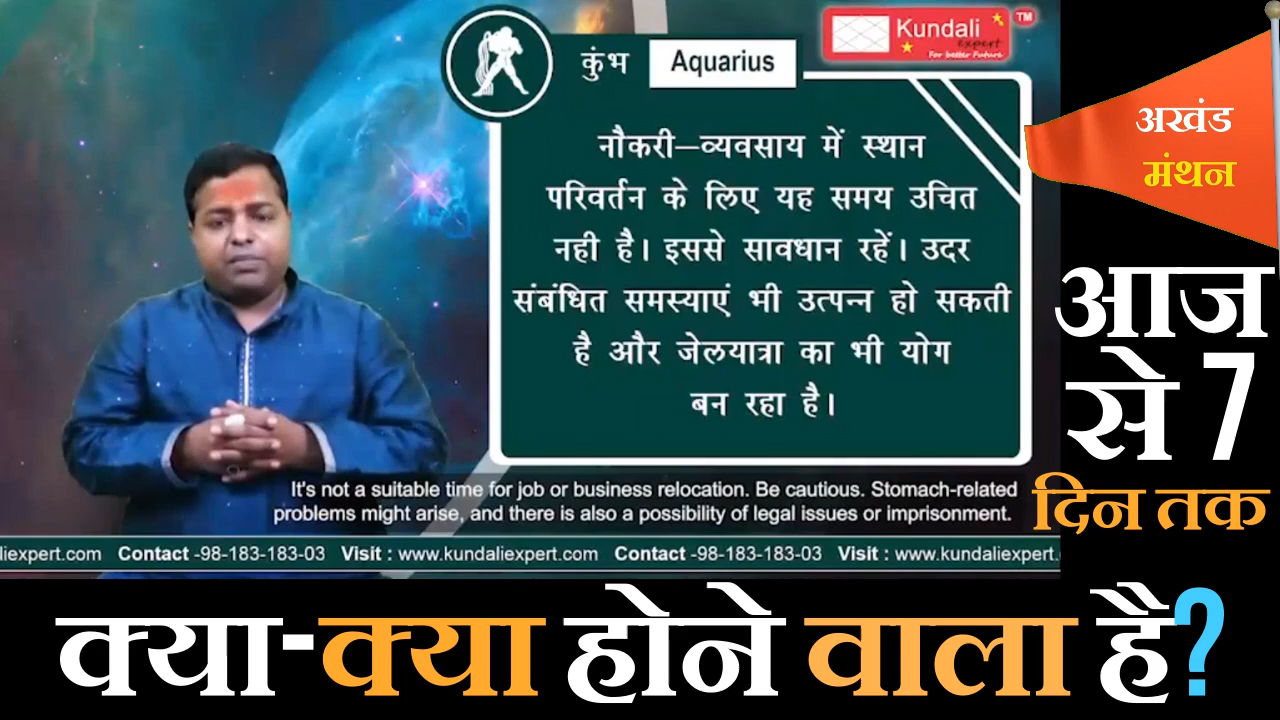 कुंभ
Aquarius
Kundali
expert
For better Future
TM
नौकरी–व्यवसाय में स्थान
परिवर्तन के लिए यह समय उचित
नही है। इससे सावधान रहें। उदर
संबंधित समस्याएं भी उत्पन्न हो सकती
है और जेलयात्रा का भी योग
बन रहा है।
It's not a suitable time for job or business relocation. Be cautious. Stomach-related
problems might arise, and there is also a possibility of legal issues or imprisonment.
liexpert.com Contact -98-183-183-03 Visit : www.kundaliexpert.com Contact -98-183-183-03 Visit : www.kundaliexpert.
अखंड
मंथन
आज
से 7
दिन तक
क्या-क्या होने वाला है?